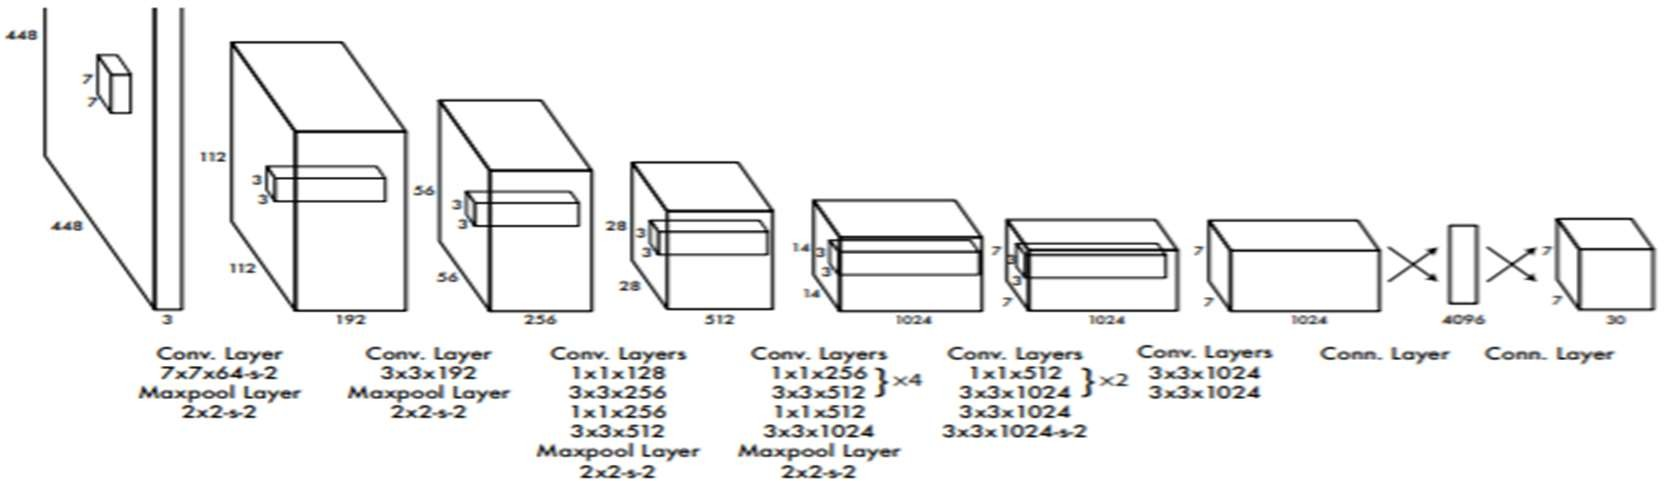 448
7
7
448
3
112
3
3
112
192
56
3
3
56
256
28
3
3
28
512
14
3
3
14
1024
7
3
3
7
1024
7
7
1024
4096
7
7
30
Conv. Layer
7x7x64-s-2
Maxpool Layer
2x2-s-2
Conv. Layer
3x3x192
Maxpool Layer
2x2-s-2
Conv. Layers
1x1x128
3x3x256
1x1x256
3x3x512
Maxpool Layer
2x2-s-2
Conv. Layers
1x1x256
3x3x512
}×4
1x1x512
3x3x1024
Maxpool Layer
2x2-s-2
Conv. Layers
1x1x512
3x3x1024
}×2
3x3x1024
3x3x1024-s-2
Conv. Layers
3x3x1024
3x3x1024
Conn. Layer
Conn. Layer